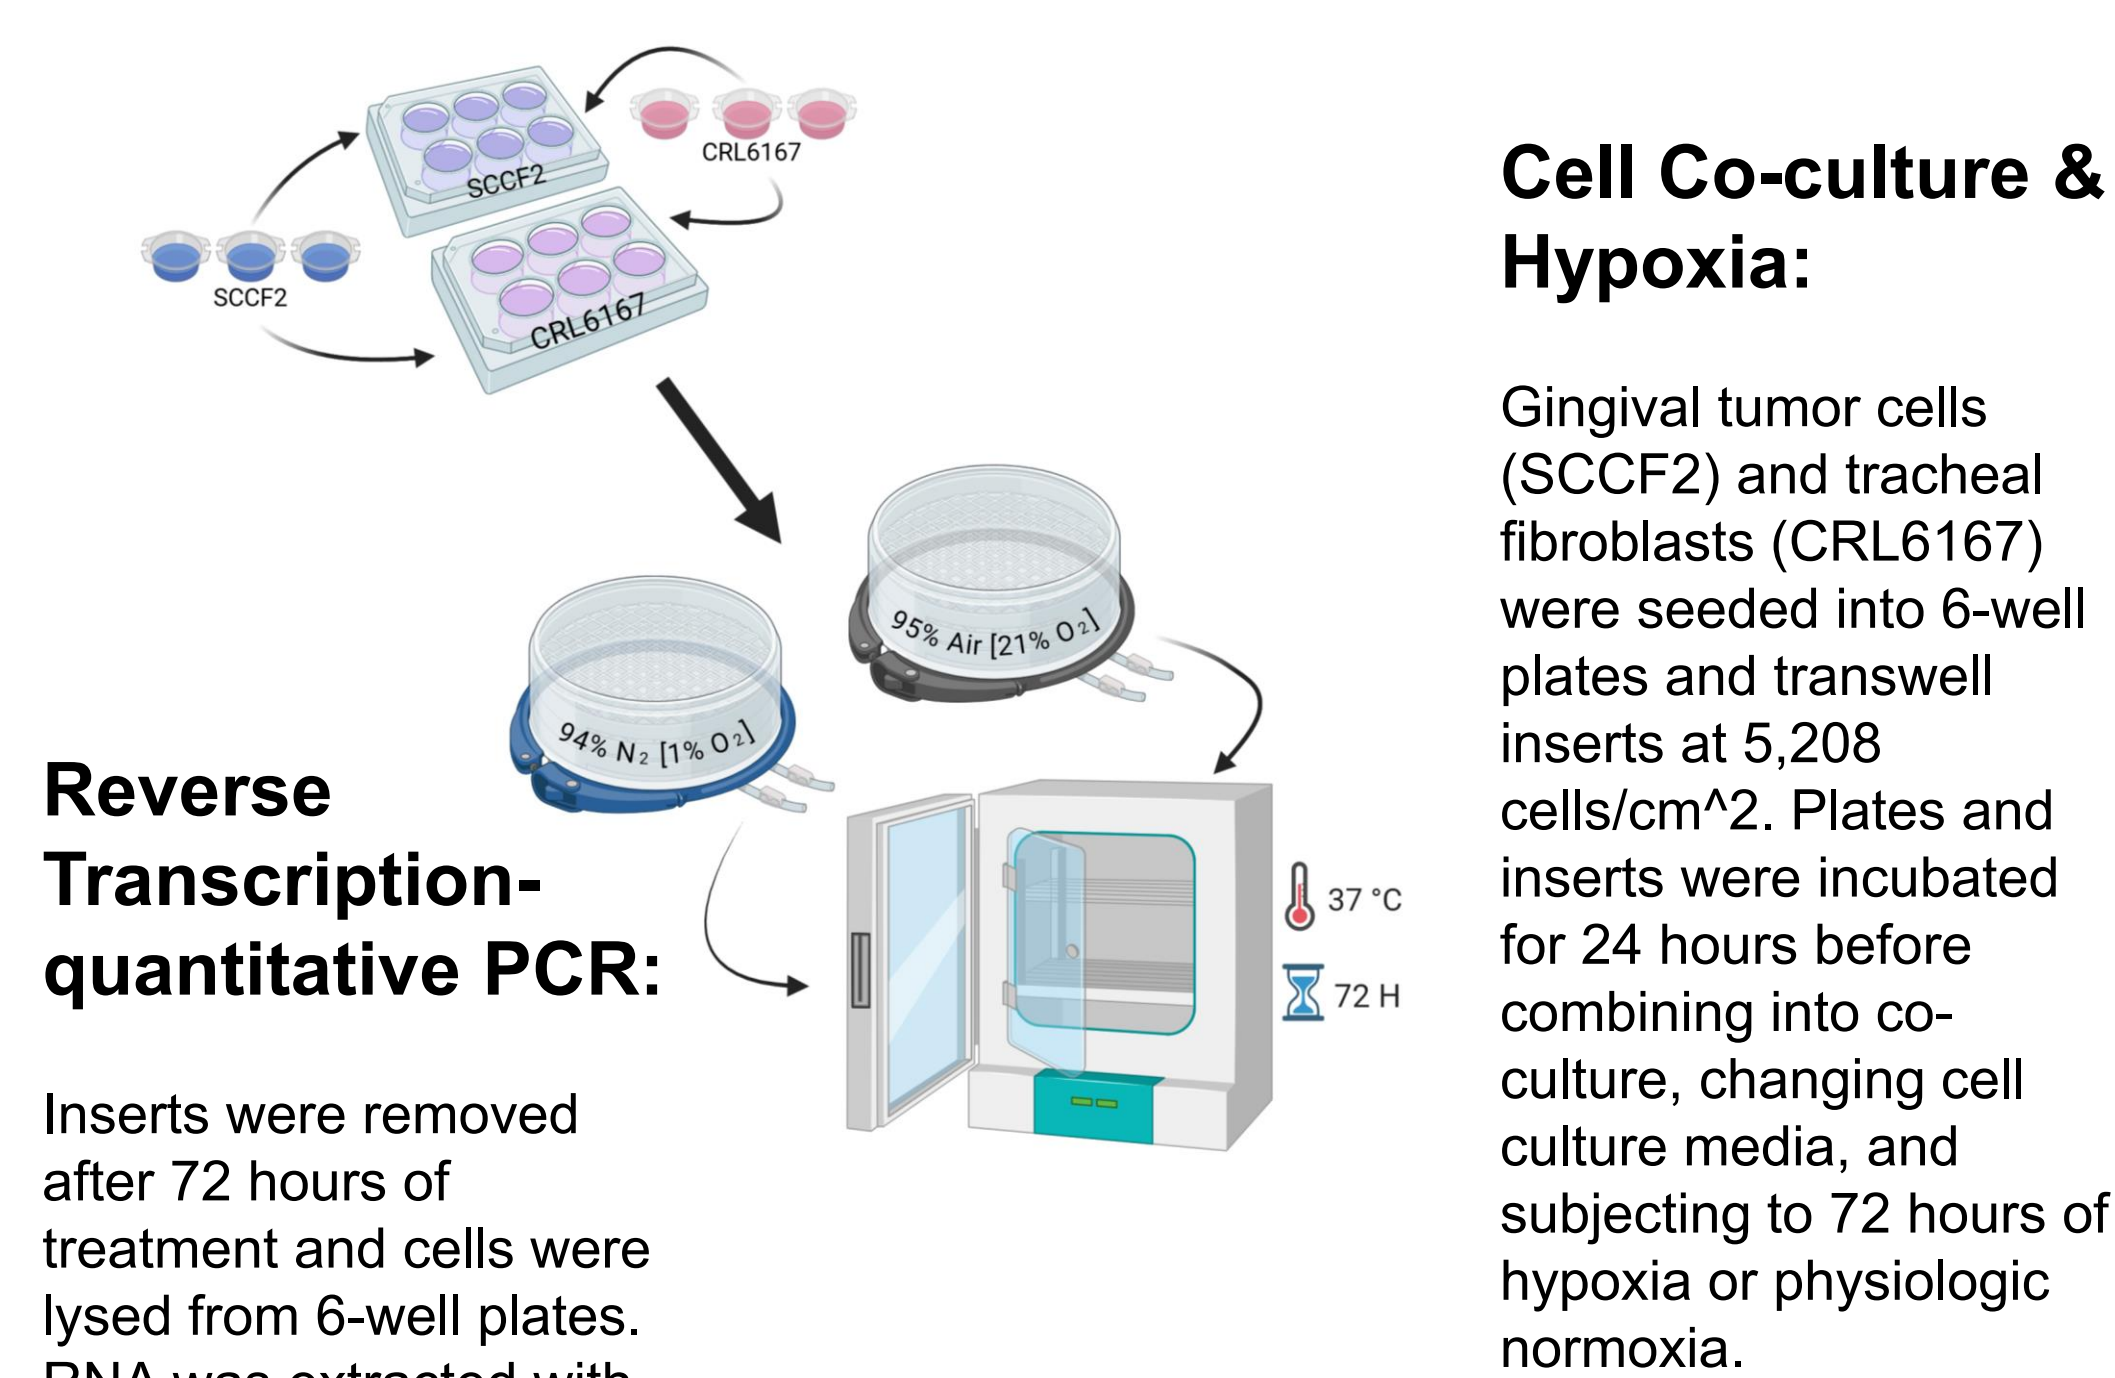 CRL6167
SCCF2
SCCF2
CRL6167
95% Air [21% O₂]
94% N₂ [1% O₂]
37 °C
72 H
Reverse
Transcription-
quantitative PCR:
Inserts were removed
after 72 hours of
treatment and cells were
lysed from 6-well plates.
RNA was extracted with
Cell Co-culture &
Hypoxia:
Gingival tumor cells
(SCCF2) and tracheal
fibroblasts (CRL6167)
were seeded into 6-well
plates and transwell
inserts at 5,208
cells/cm^2. Plates and
inserts were incubated
for 24 hours before
combining into co-
culture, changing cell
culture media, and
subjecting to 72 hours of
hypoxia or physiologic
normoxia.